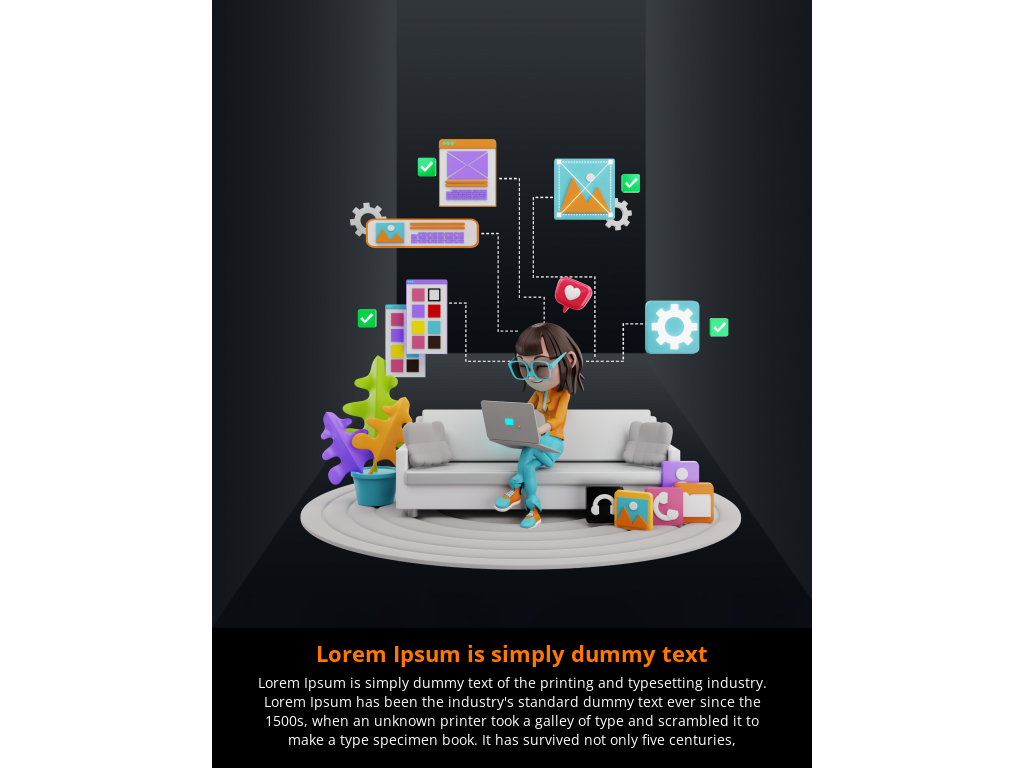 Lorem Ipsum is simply dummy text
Lorem Ipsum is simply dummy text of the printing and typesetting industry.
Lorem Ipsum has been the industry's standard dummy text ever since the
1500s, when an unknown printer took a galley of type and scrambled it to
make a type specimen book. It has survived not only five centuries,